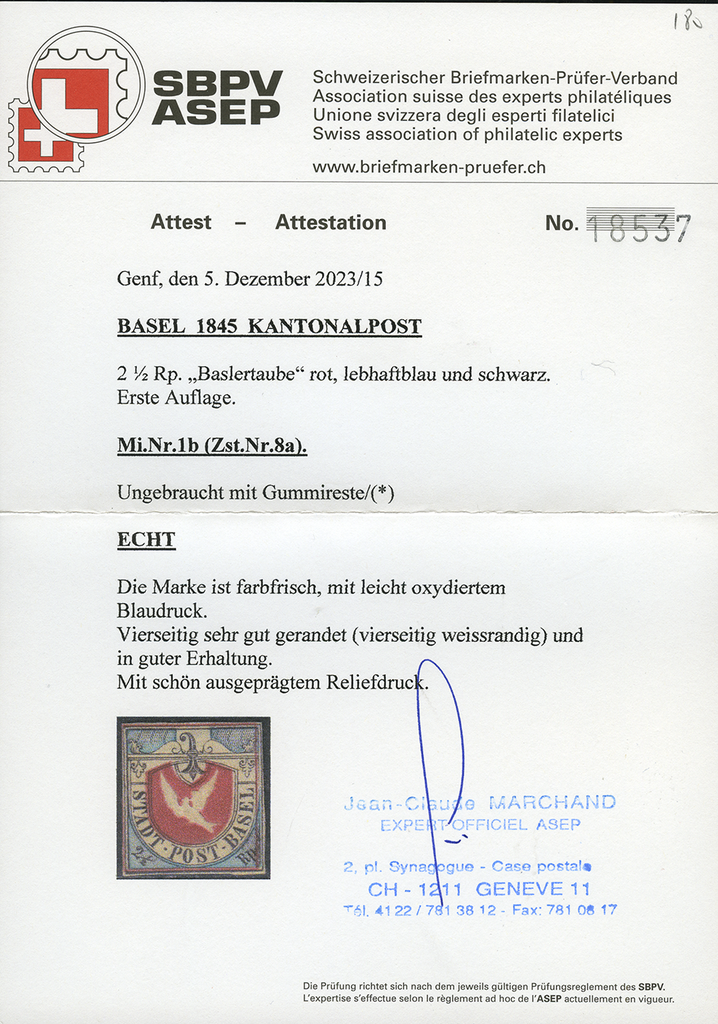 180
SBPV
ASEP
Schweizerischer Briefmarken-Prüfer-Verband
Association suisse des experts philatéliques
Unione svizzera degli esperti filatelici
Swiss association of philatelic experts
www.briefmarken-pruefer.ch
Attest – Attestation No. 18537
Genf, den 5. Dezember 2023/15
BASEL 1845 KANTONALPOST
2 ½ Rp. „Baslertaube“ rot, lebhaftblau und schwarz.
Erste Auflage.
Mi.Nr.1b (Zst.Nr.8a).
Ungebraucht mit Gummireste/(*)
ECHT
Die Marke ist farbfrisch, mit leicht oxydiertem
Blaudruck.
Vierseitig sehr gut gerandet (vierseitig weissrandig) und
in guter Erhaltung.
Mit schön ausgeprägtem Reliefdruck.
STADT·POST·BASEL
2½ Rp.
Jean-Claude MARCHAND
EXPERT OFFICIEL ASEP
2, pl. Synagogue - Case postale
CH - 1211 GENEVE 11
Tél. 41 22 / 781 38 12 - Fax: 781 06 17
Die Prüfung richtet sich nach dem jeweils gültigen Prüfungsreglement des SBPV.
L'expertise s'effectue selon le règlement ad hoc de l'ASEP actuellement en vigueur.